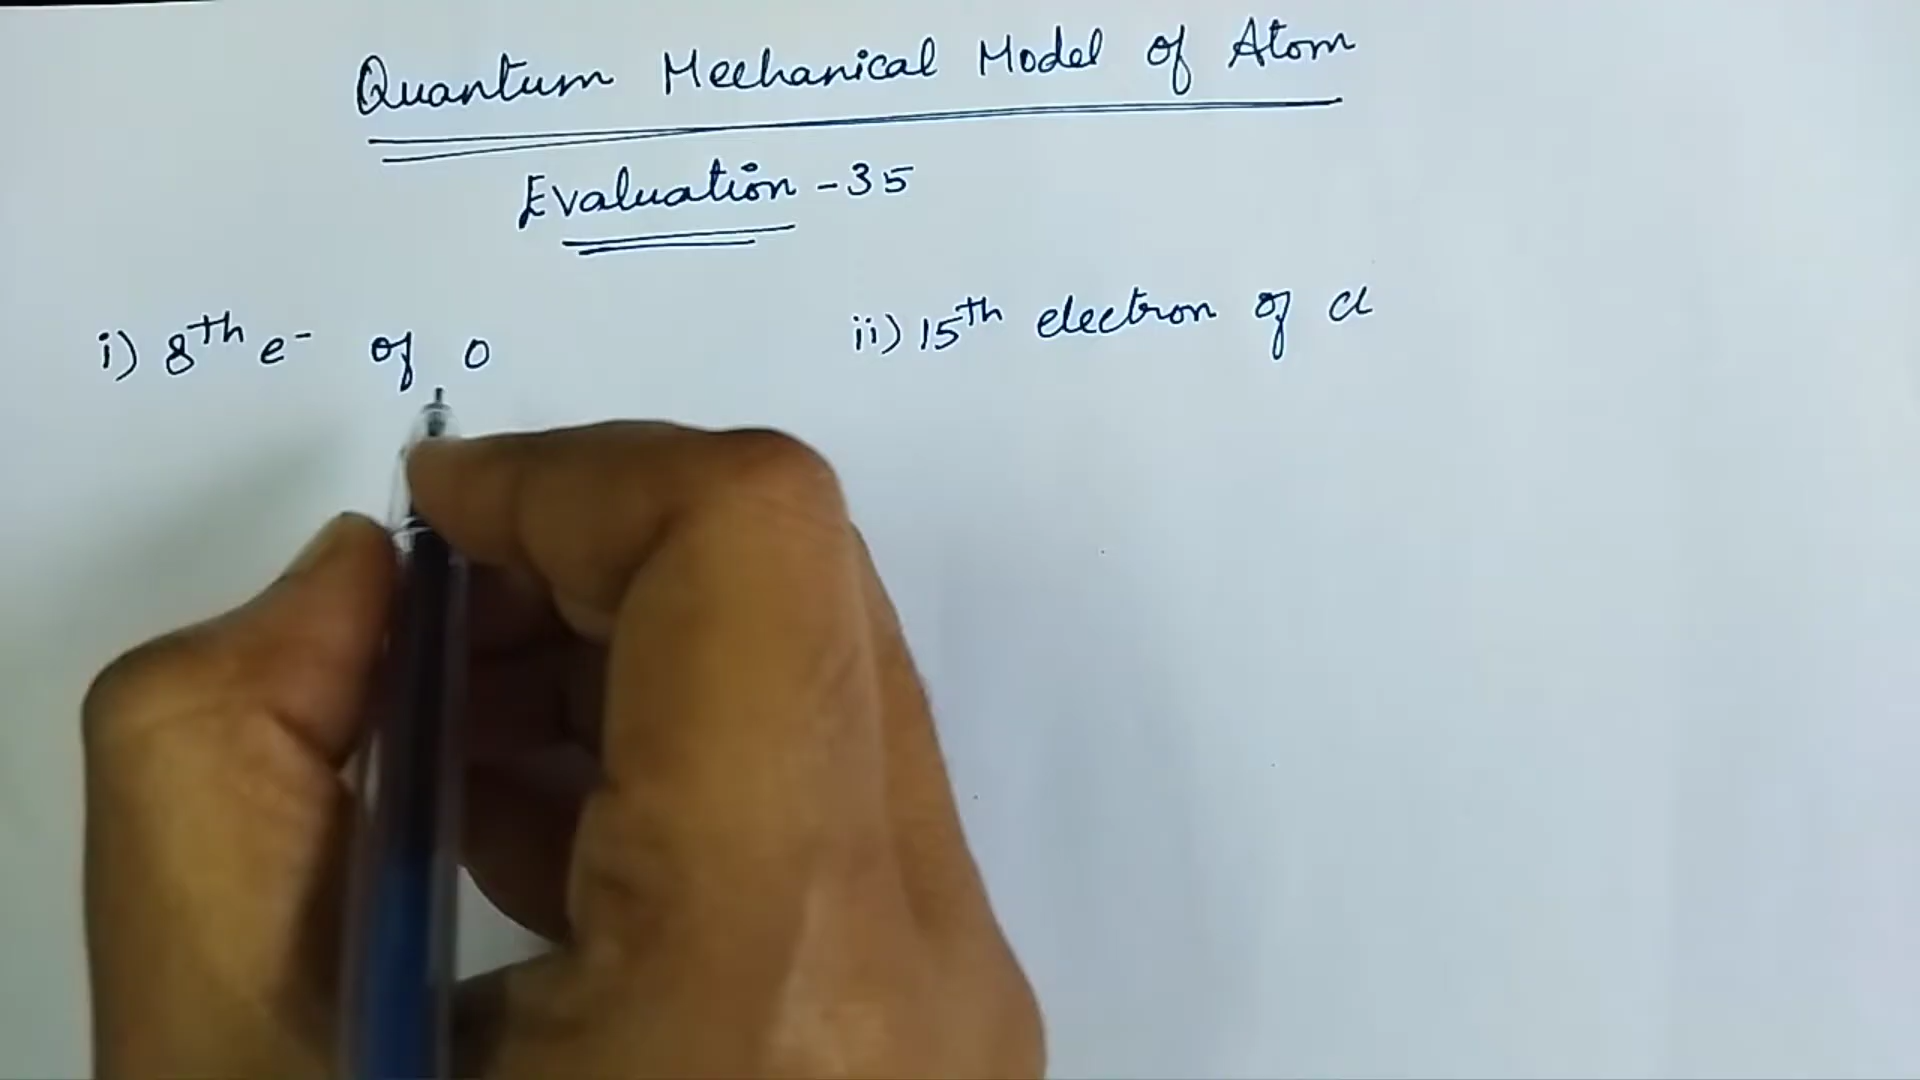 Quantum Mechanical Model of Atom
Evaluation - 35
i) 8th e- of O
ii) 15th electron of Cl